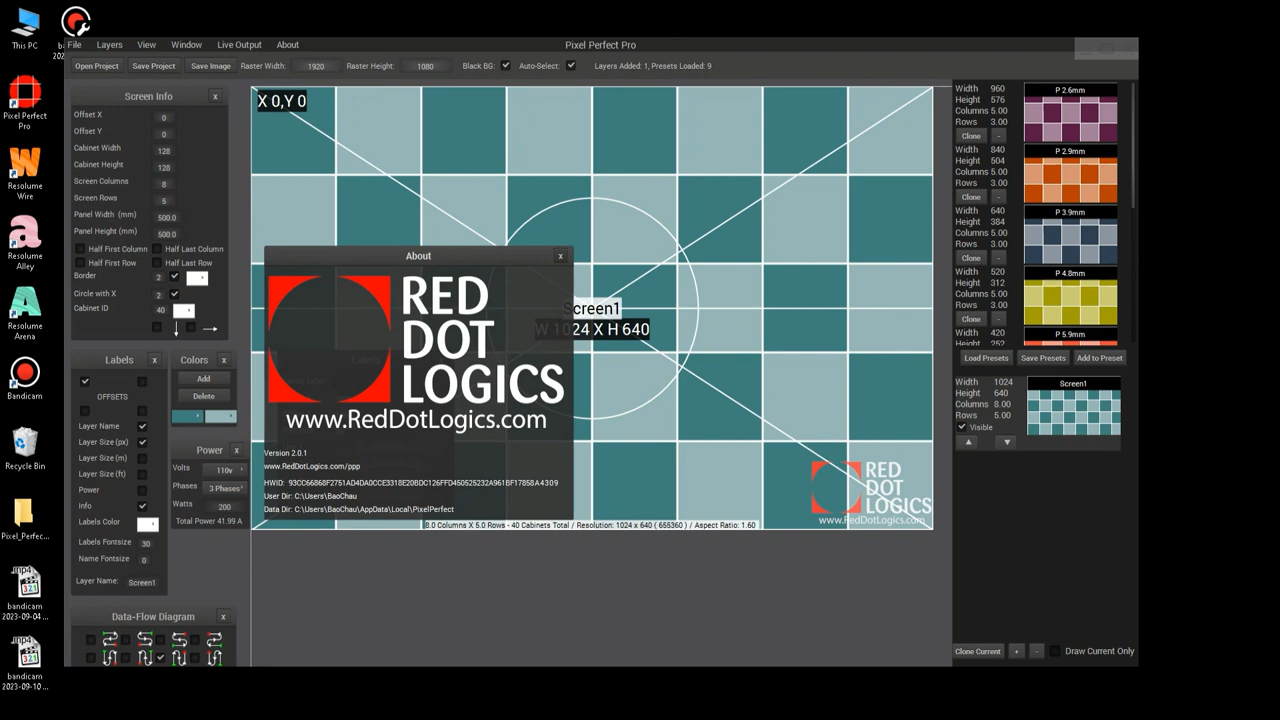 This PC
Pixel Perfect
Pro
Resolume
Wire
Resolume
Alley
Resolume
Arena
Bandicam
Recycle Bin
Pixel_Perfec...
bandicam
2023-09-04 ...
bandicam
2023-09-10 ...
File Layers View Window Live Output About
Pixel Perfect Pro
Open Project Save Project Save Image Raster Width: 1920 Raster Height: 1080 Black BG: Auto-Select: Layers Added: 1, Presets Loaded: 9
Screen Info x
Offset X 0
Offset Y 0
Cabinet Width 128
Cabinet Height 128
Screen Columns 8
Screen Rows 5
Panel Width (mm) 500.0
Panel Height (mm) 500.0
Half First Column Half Last Column
Half First Row Half Last Row
Border 2
Circle with X 2
Cabinet ID 40
Labels x
OFFSETS
Layer Name
Layer Size (px)
Layer Size (m)
Layer Size (ft)
Power
Info
Labels Color
Labels Fontsize 30
Name Fontsize 0
Layer Name: Screen1
Colors x
Add
Delete
Power x
Volts 110v
Phases 3 Phases
Watts 200
Total Power 41.99 A
Data-Flow Diagram x
X 0,Y 0
Screen1
W 1024 X H 640
About x
RED
DOT
LOGICS
www.RedDotLogics.com
Version 2.0.1
www.RedDotLogics.com/ppp
HWID: 93CC66868F2751AD4DA0CCE3318E20BDC126FFD450525232A961BF17858A4309
User Dir: C:\Users\BaoChau
Data Dir: C:\Users\BaoChau\AppData\Local\PixelPerfect
8.0 Columns X 5.0 Rows - 40 Cabinets Total / Resolution: 1024 x 640 ( 655360 ) / Aspect Ratio: 1.60
RED
DOT
LOGICS
www.RedDotLogics.com
Width 960
Height 576
Columns 5.00
Rows 3.00
Clone -
P 2.6mm
Width 840
Height 504
Columns 5.00
Rows 3.00
Clone -
P 2.9mm
Width 640
Height 384
Columns 5.00
Rows 3.00
Clone -
P 3.9mm
Width 520
Height 312
Columns 5.00
Rows 3.00
Clone -
P 4.8mm
Width 420
Height 252
P 5.9mm
Load Presets Save Presets Add to Preset
Width 1024
Height 640
Columns 8.00
Rows 5.00
Visible
Screen1
Clone Current + - Draw Current Only